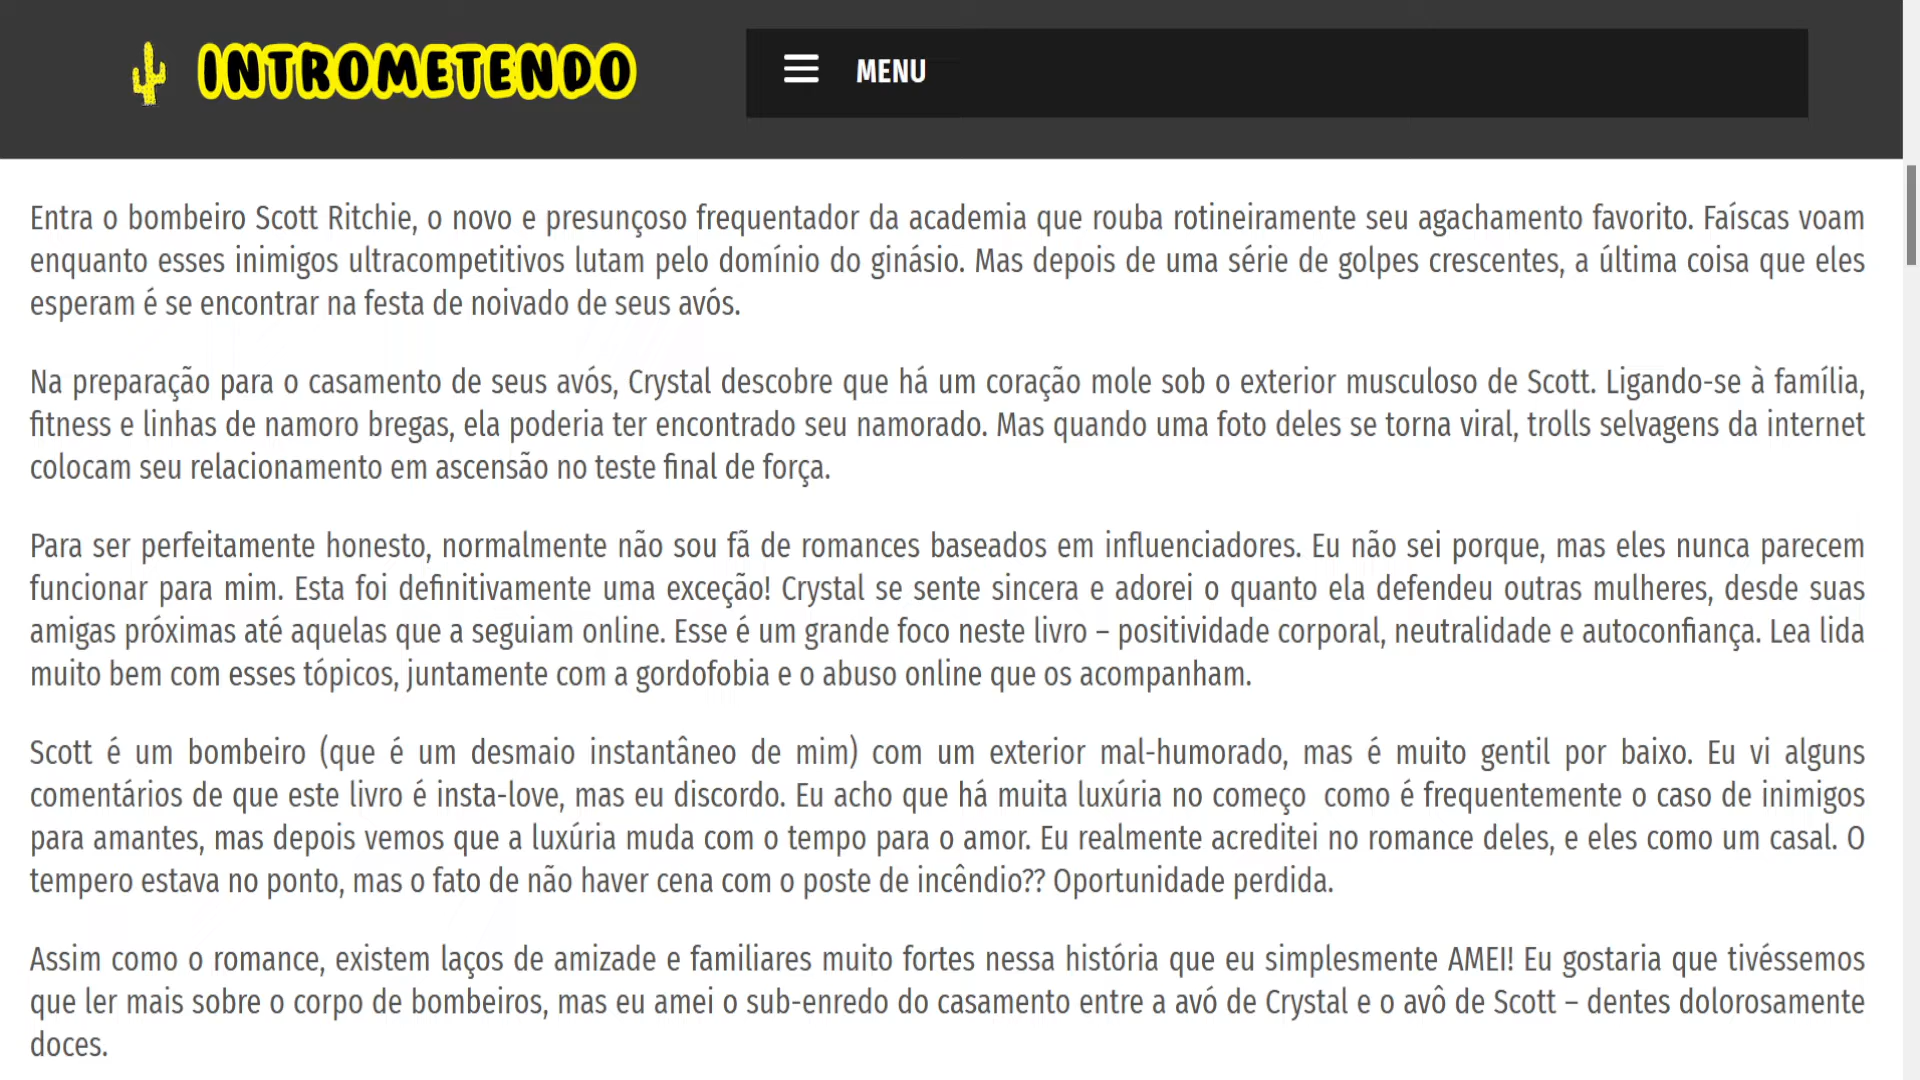 INTROMETENDO
MENU
Entra o bombeiro Scott Ritchie, o novo e presunçoso frequentador da academia que rouba rotineiramente seu agachamento favorito. Faíscas voam
enquanto esses inimigos ultracompetitivos lutam pelo domínio do ginásio. Mas depois de uma série de golpes crescentes, a última coisa que eles
esperam é se encontrar na festa de noivado de seus avós.
Na preparação para o casamento de seus avós, Crystal descobre que há um coração mole sob o exterior musculoso de Scott. Ligando-se à família,
fitness e linhas de namoro bregas, ela poderia ter encontrado seu namorado. Mas quando uma foto deles se torna viral, trolls selvagens da internet
colocam seu relacionamento em ascensão no teste final de força.
Para ser perfeitamente honesto, normalmente não sou fã de romances baseados em influenciadores. Eu não sei porque, mas eles nunca parecem
funcionar para mim. Esta foi definitivamente uma exceção! Crystal se sente sincera e adorei o quanto ela defendeu outras mulheres, desde suas
amigas próximas até aquelas que a seguiam online. Esse é um grande foco neste livro – positividade corporal, neutralidade e autoconfiança. Lea lida
muito bem com esses tópicos, juntamente com a gordofobia e o abuso online que os acompanham.
Scott é um bombeiro (que é um desmaio instantâneo de mim) com um exterior mal-humorado, mas é muito gentil por baixo. Eu vi alguns
comentários de que este livro é insta-love, mas eu discordo. Eu acho que há muita luxúria no começo como é frequentemente o caso de inimigos
para amantes, mas depois vemos que a luxúria muda com o tempo para o amor. Eu realmente acreditei no romance deles, e eles como um casal. O
tempero estava no ponto, mas o fato de não haver cena com o poste de incêndio?? Oportunidade perdida.
Assim como o romance, existem laços de amizade e familiares muito fortes nessa história que eu simplesmente AMEI! Eu gostaria que tivéssemos
que ler mais sobre o corpo de bombeiros, mas eu amei o sub-enredo do casamento entre a avó de Crystal e o avô de Scott – dentes dolorosamente
doces.